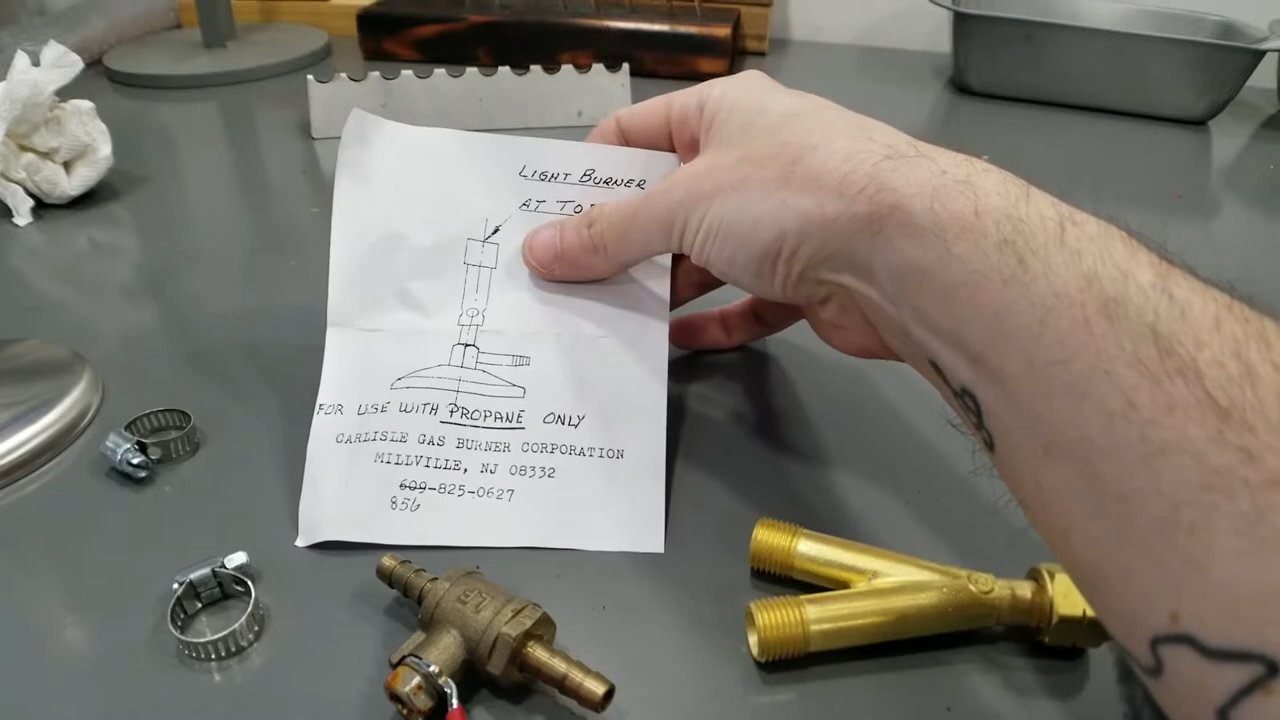 LIGHT BURNER
AT TOP
FOR USE WITH PROPANE ONLY
CARLISLE GAS BURNER CORPORATION
MILLVILLE, NJ 08332
609-825-0627
856